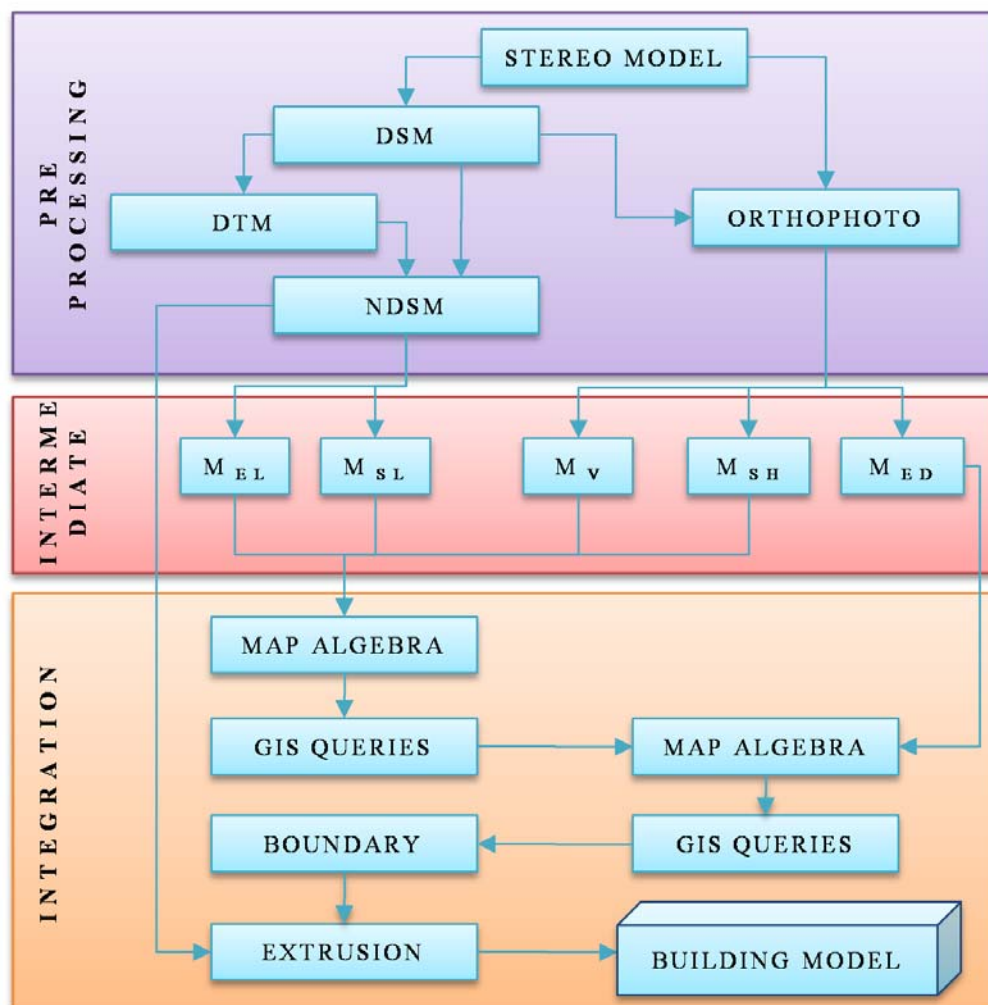 PRE
PROCESSING
STEREO MODEL
DSM
DTM
ORTHOPHOTO
NDSM
INTERME
DIATE
M EL
M SL
M V
M SH
M ED
INTEGRATION
MAP ALGEBRA
GIS QUERIES
MAP ALGEBRA
BOUNDARY
GIS QUERIES
EXTRUSION
BUILDING MODEL